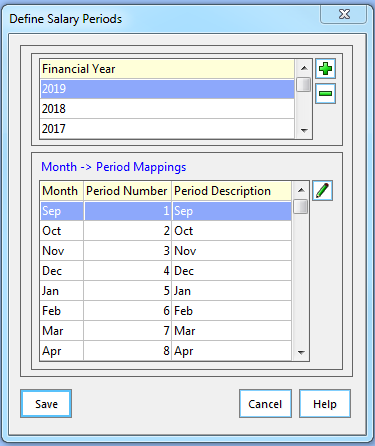 Define Salary Periods
Financial Year
2019
2018
2017
Month -> Period Mappings
Month Period Number Period Description
Sep 1 Sep
Oct 2 Oct
Nov 3 Nov
Dec 4 Dec
Jan 5 Jan
Feb 6 Feb
Mar 7 Mar
Apr 8 Apr
Save Cancel Help